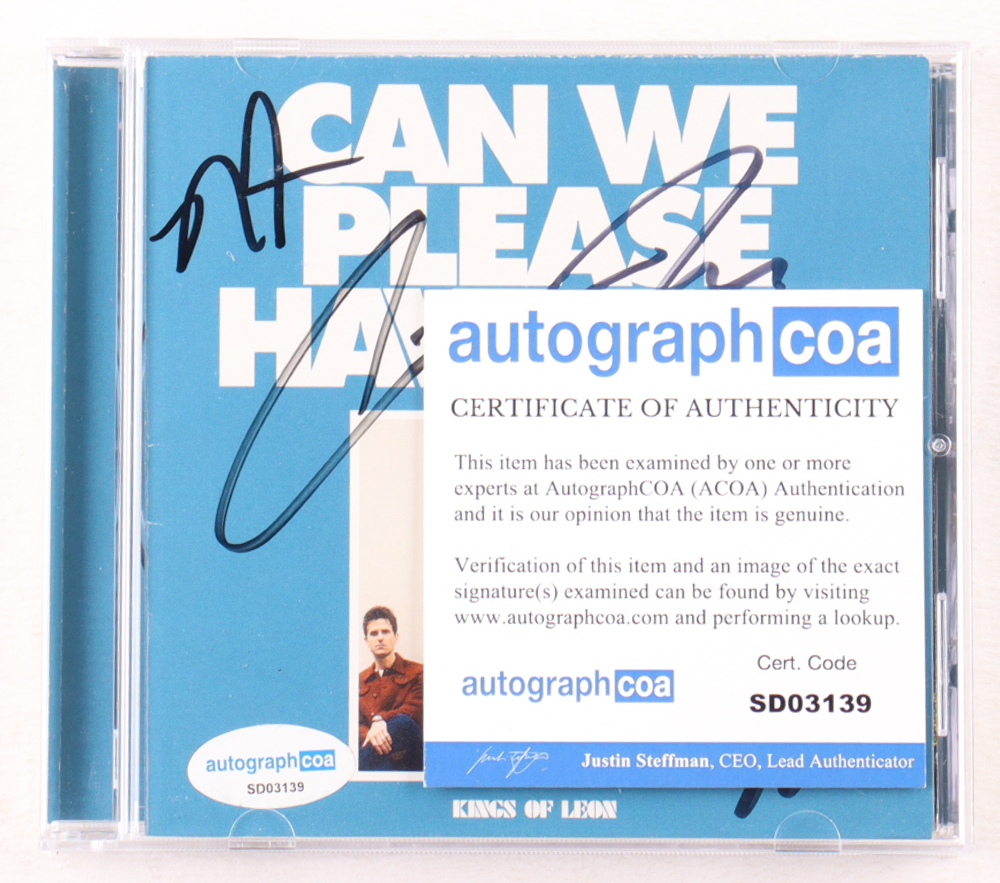 CAN WE
PLEASE
HA
autographcoa
CERTIFICATE OF AUTHENTICITY
This item has been examined by one or more
experts at AutographCOA (ACOA) Authentication
and it is our opinion that the item is genuine.
Verification of this item and an image of the exact
signature(s) examined can be found by visiting
www.autographcoa.com and performing a lookup.
autographcoa
Cert. Code
SD03139
Justin Steffman, CEO, Lead Authenticator
autographcoa
SD03139
KINGS OF LEON